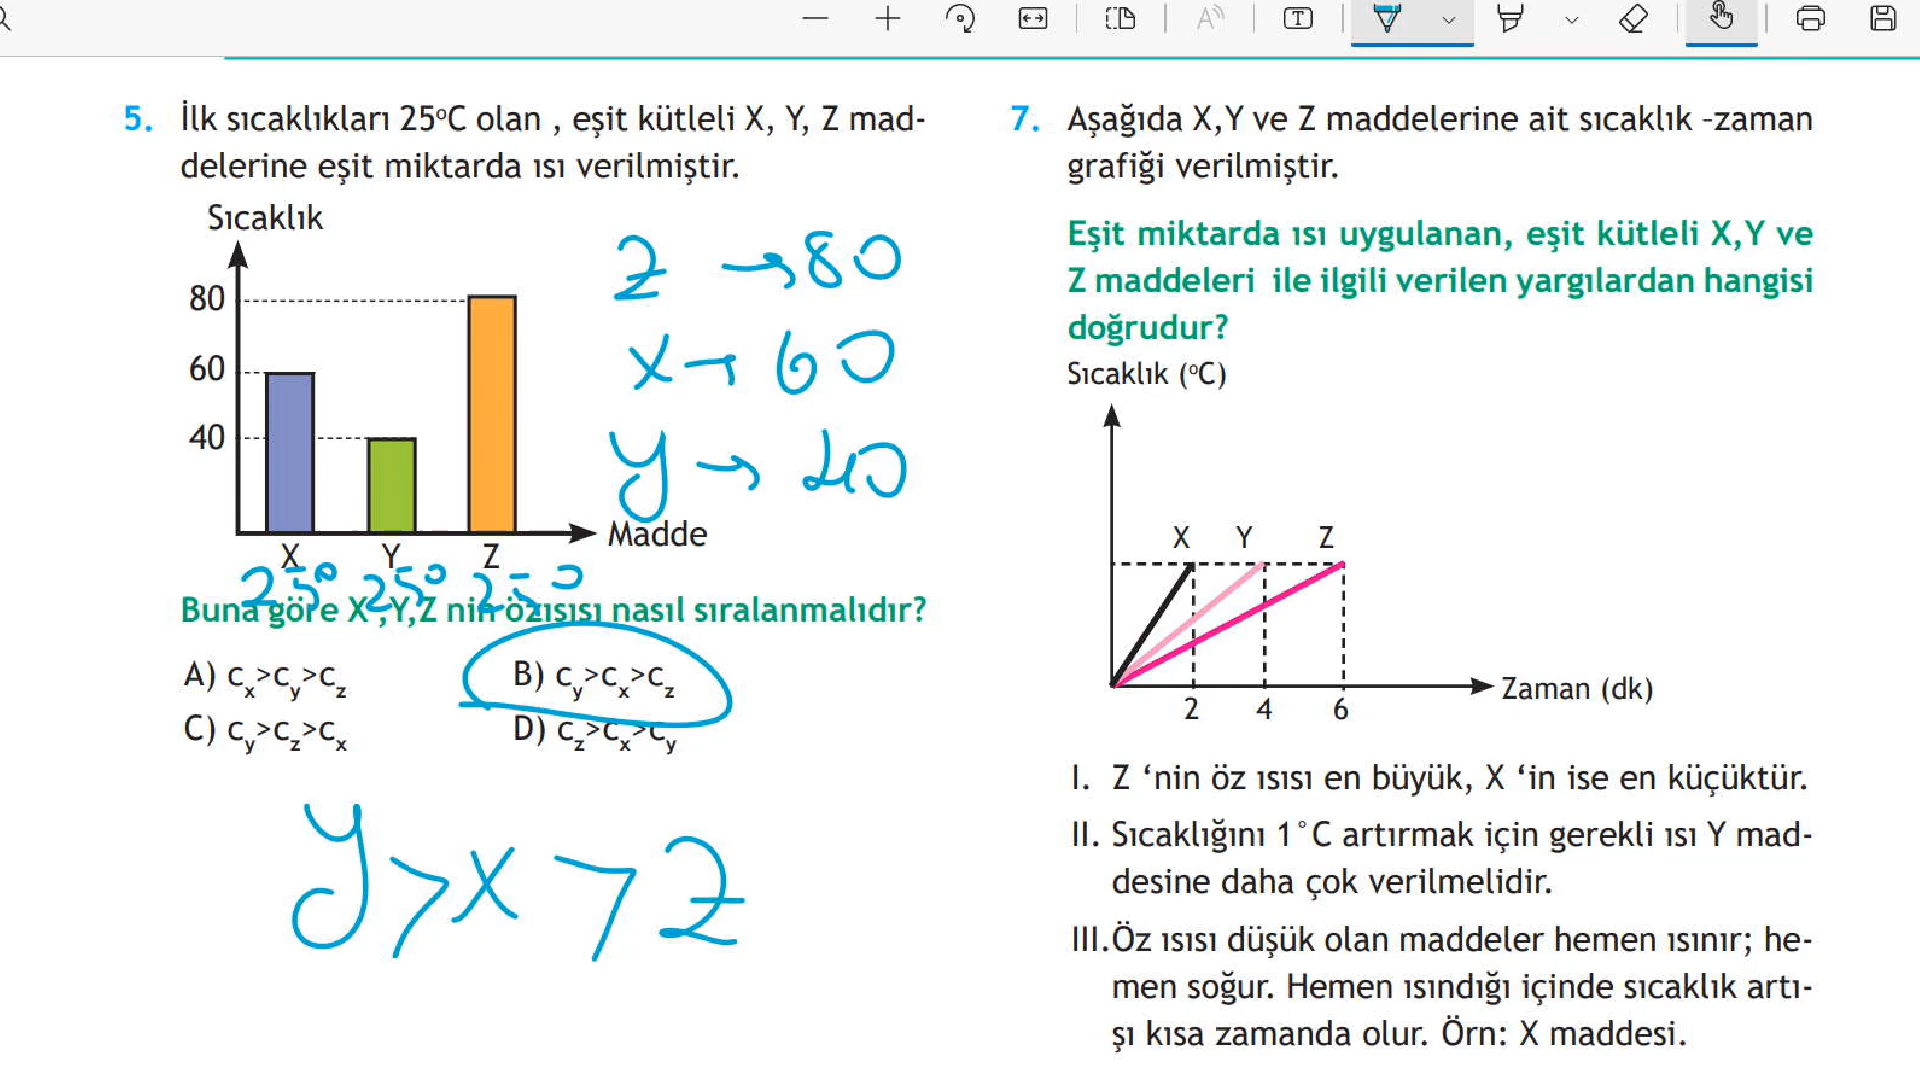 5. İlk sıcaklıkları 25°C olan , eşit kütleli X, Y, Z mad-
delerine eşit miktarda ısı verilmiştir.
Sıcaklık
80
60
40
X Y Z
Madde
25° 25° 25°
z → 80
x → 60
y → 40
Buna göre X,Y,Z nin özısısı nasıl sıralanmalıdır?
A) cx>cy>cz
B) cy>cx>cz
C) cy>cz>cx
D) cz>cx>cy
y > x > z
7. Aşağıda X,Y ve Z maddelerine ait sıcaklık -zaman
grafiği verilmiştir.
Eşit miktarda ısı uygulanan, eşit kütleli X,Y ve
Z maddeleri ile ilgili verilen yargılardan hangisi
doğrudur?
Sıcaklık (°C)
X Y Z
Zaman (dk)
2 4 6
I. Z ‘nin öz ısısı en büyük, X ‘in ise en küçüktür.
II. Sıcaklığını 1°C artırmak için gerekli ısı Y mad-
desine daha çok verilmelidir.
III.Öz ısısı düşük olan maddeler hemen ısınır; he-
men soğur. Hemen ısındığı içinde sıcaklık artı-
şı kısa zamanda olur. Örn: X maddesi.